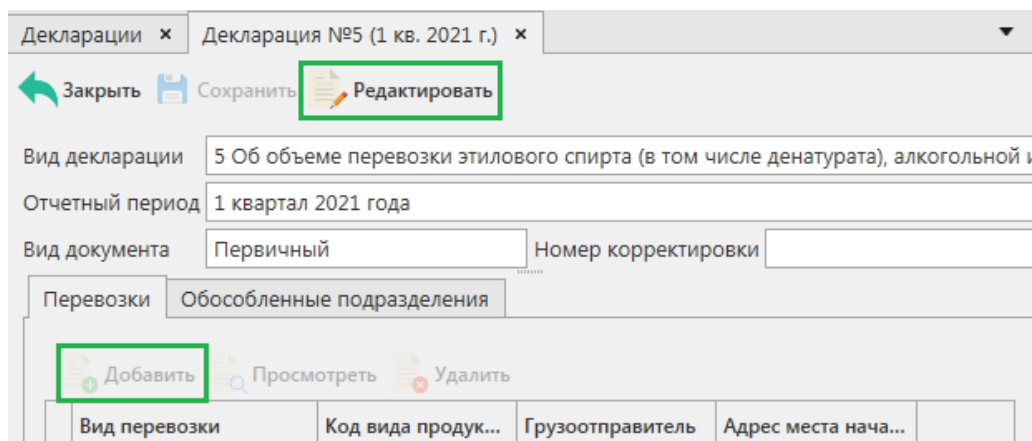 Декларации × Декларация №5 (1 кв. 2021 г.) ×
Закрыть Сохранить Редактировать
Вид декларации 5 Об объеме перевозки этилового спирта (в том числе денатурата), алкогольной и
Отчетный период 1 квартал 2021 года
Вид документа Первичный Номер корректировки
Перевозки Обособленные подразделения
Добавить Просмотреть Удалить
Вид перевозки Код вида продук... Грузоотправитель Адрес места нача...